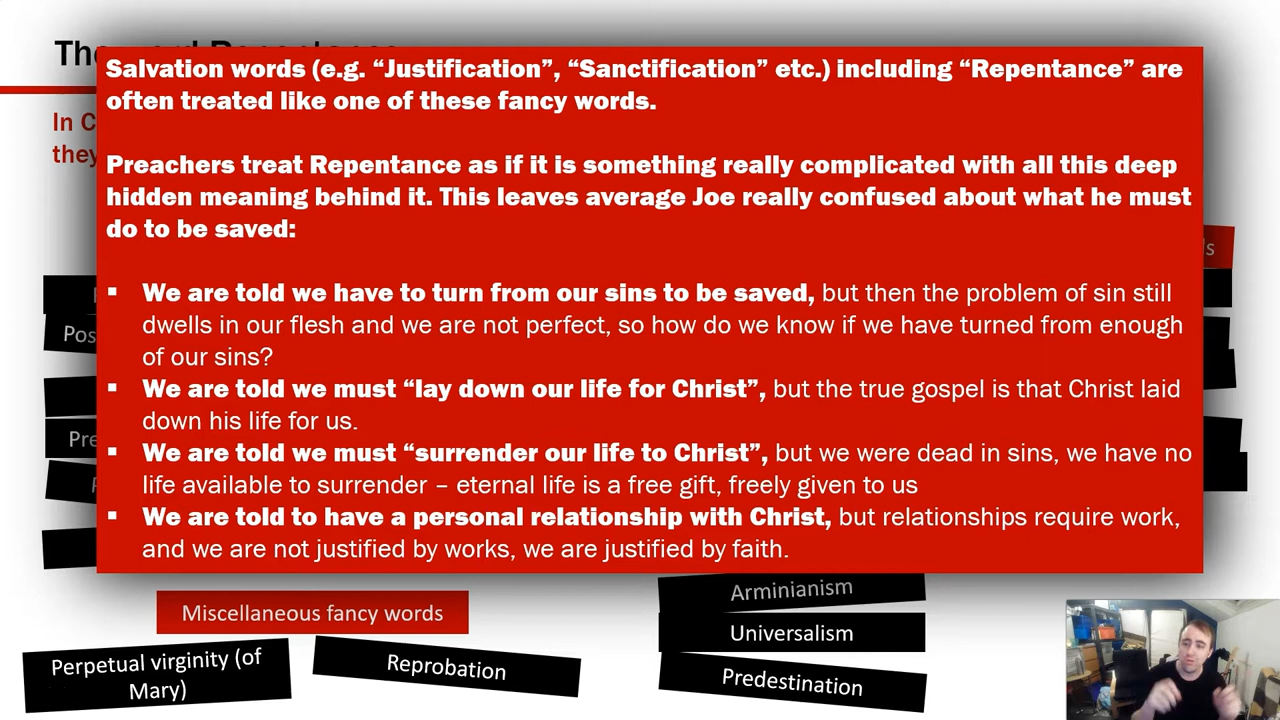 Salvation words (e.g. “Justification”, “Sanctification” etc.) including “Repentance” are
often treated like one of these fancy words.
Preachers treat Repentance as if it is something really complicated with all this deep
hidden meaning behind it. This leaves average Joe really confused about what he must
do to be saved:
▪ We are told we have to turn from our sins to be saved, but then the problem of sin still
dwells in our flesh and we are not perfect, so how do we know if we have turned from enough
of our sins?
▪ We are told we must “lay down our life for Christ”, but the true gospel is that Christ laid
down his life for us.
▪ We are told we must “surrender our life to Christ”, but we were dead in sins, we have no
life available to surrender – eternal life is a free gift, freely given to us
▪ We are told to have a personal relationship with Christ, but relationships require work,
and we are not justified by works, we are justified by faith.
In C
they
Pos
Pre
Arminianism
Miscellaneous fancy words
Universalism
Perpetual virginity (of
Mary)
Reprobation
Predestination